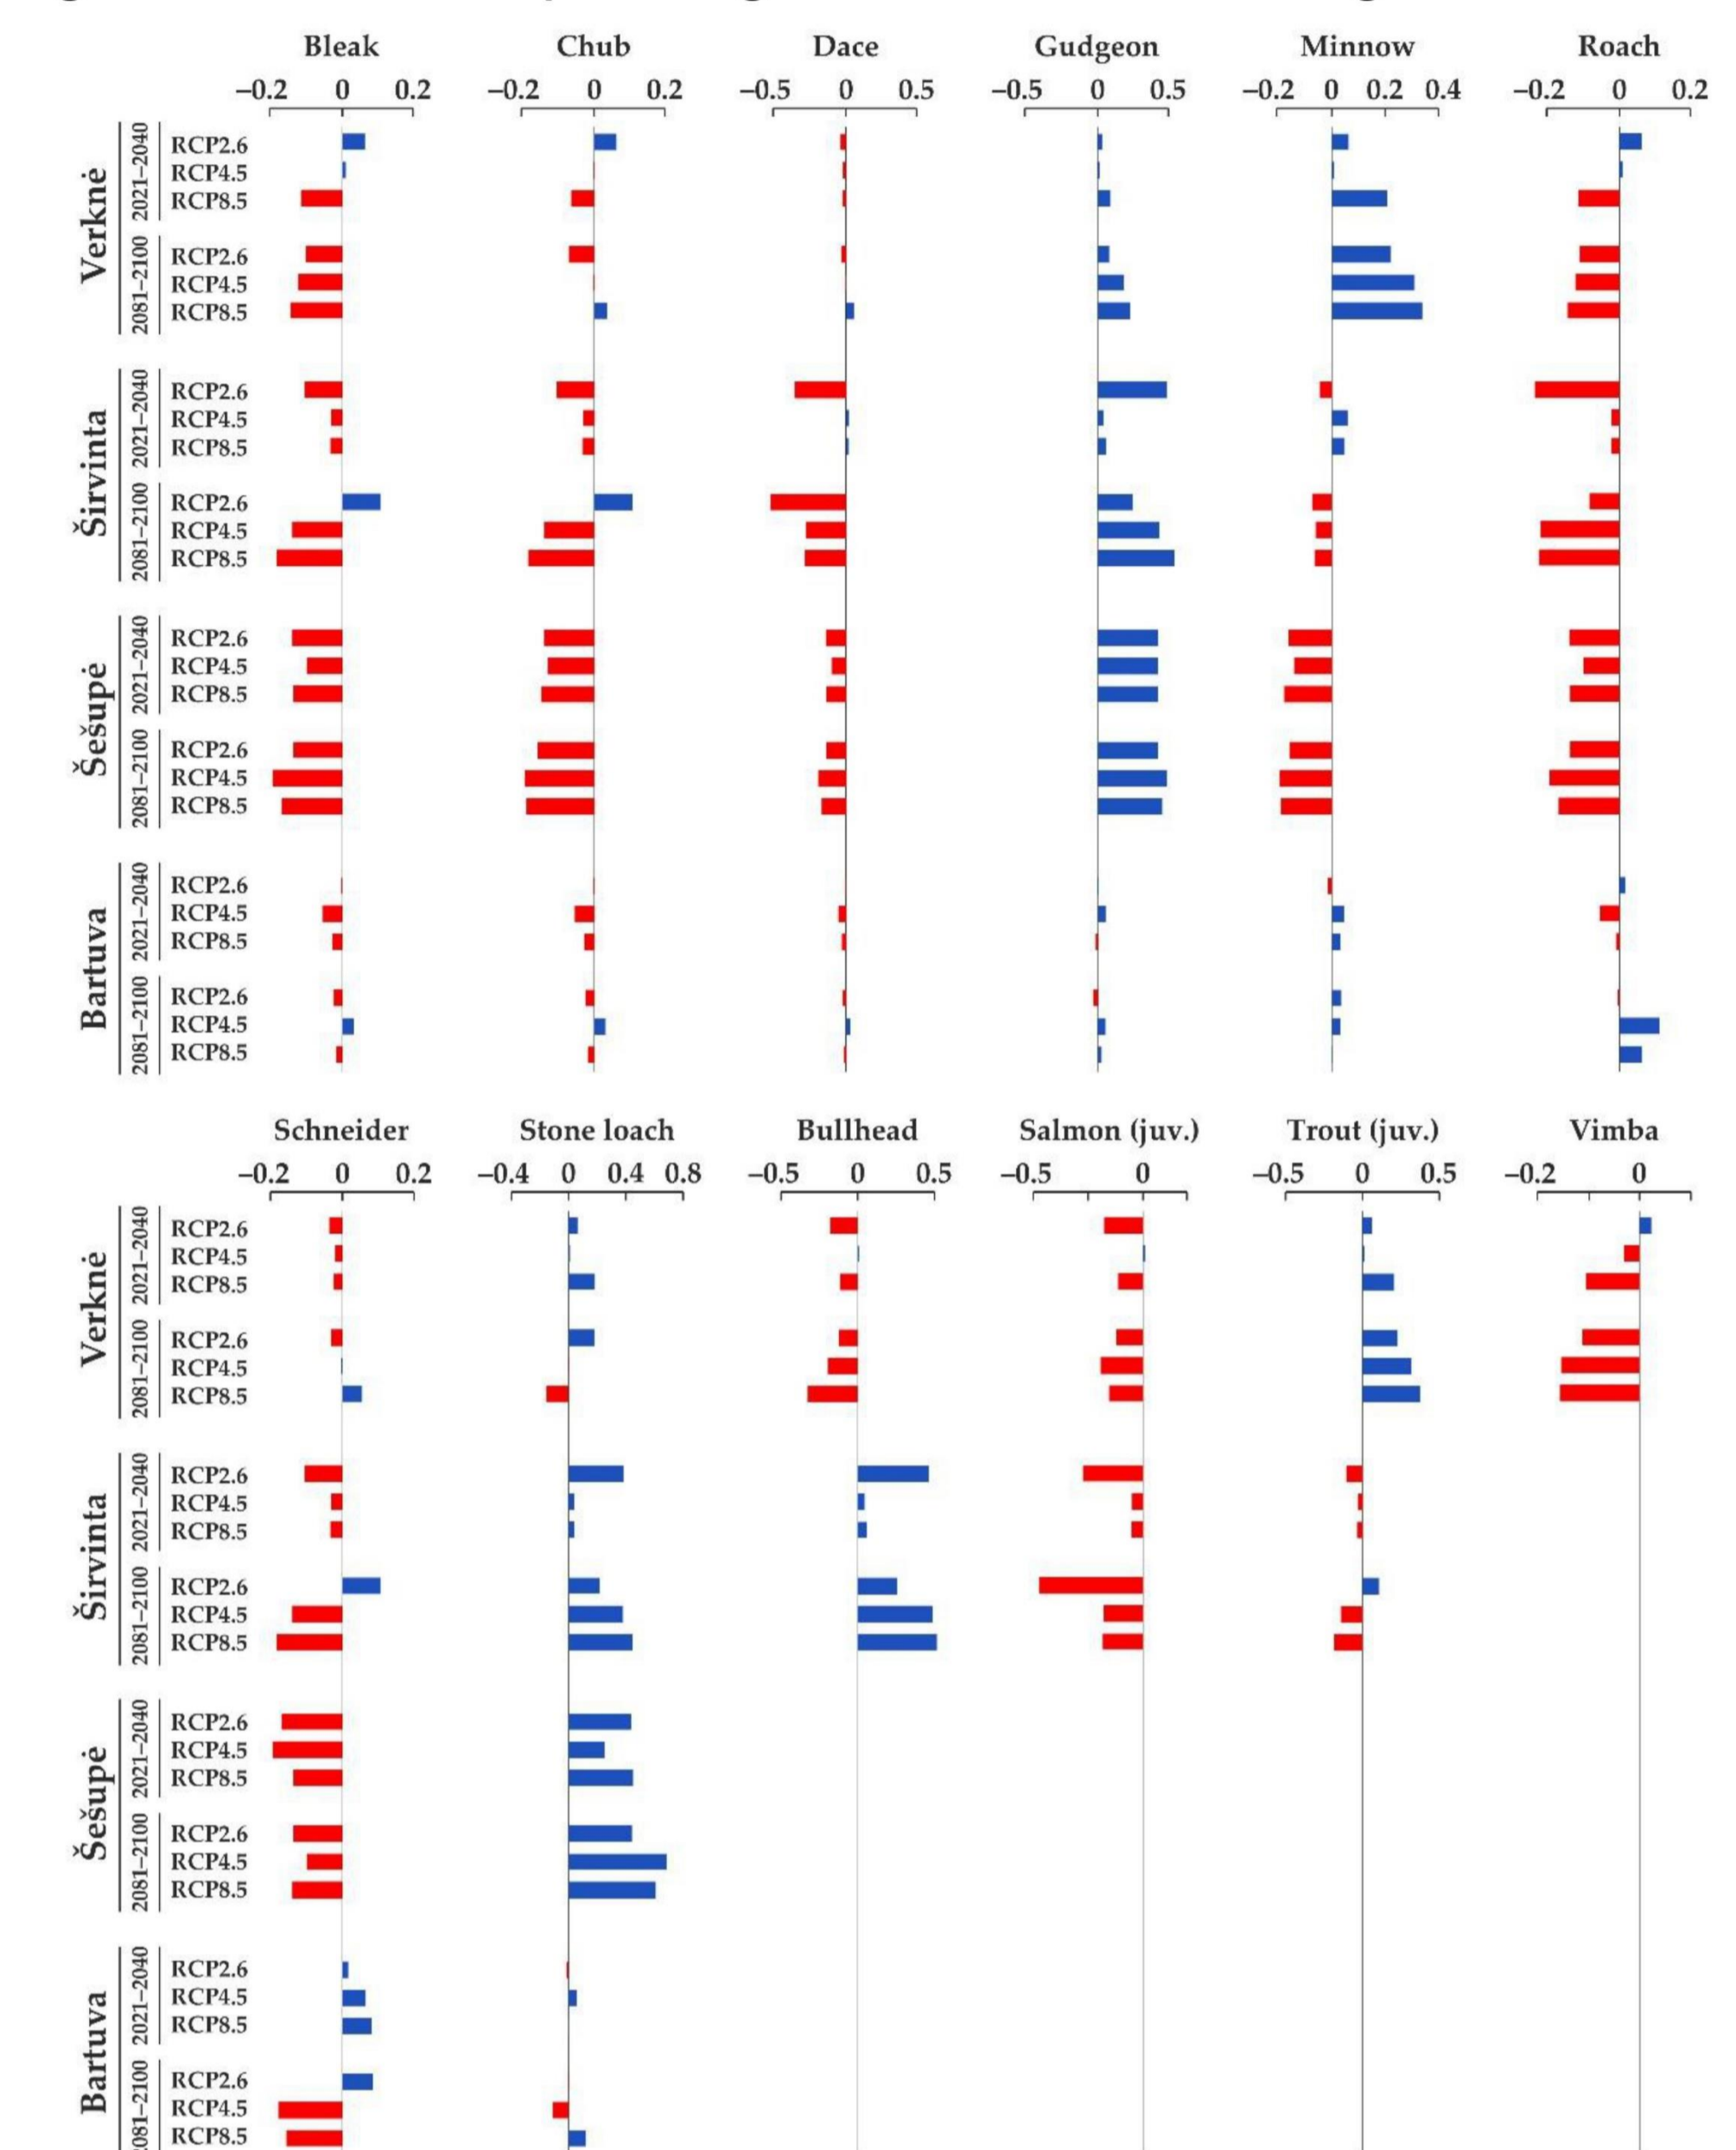 Bleak Chub Dace Gudgeon Minnow Roach
−0.2 0 0.2 −0.2 0 0.2 −0.5 0 0.5 −0.5 0 0.5 −0.2 0 0.2 0.4 −0.2 0 0.2
Verknė
2021–2040
RCP2.6
RCP4.5
RCP8.5
2081–2100
RCP2.6
RCP4.5
RCP8.5
Širvinta
2021–2040
RCP2.6
RCP4.5
RCP8.5
2081–2100
RCP2.6
RCP4.5
RCP8.5
Šešupė
2021–2040
RCP2.6
RCP4.5
RCP8.5
2081–2100
RCP2.6
RCP4.5
RCP8.5
Bartuva
2021–2040
RCP2.6
RCP4.5
RCP8.5
2081–2100
RCP2.6
RCP4.5
RCP8.5
Schneider Stone loach Bullhead Salmon (juv.) Trout (juv.) Vimba
−0.2 0 0.2 −0.4 0 0.4 0.8 −0.5 0 0.5 −0.5 0 −0.5 0 0.5 −0.2 0
Verknė
2021–2040
RCP2.6
RCP4.5
RCP8.5
2081–2100
RCP2.6
RCP4.5
RCP8.5
Širvinta
2021–2040
RCP2.6
RCP4.5
RCP8.5
2081–2100
RCP2.6
RCP4.5
RCP8.5
Šešupė
2021–2040
RCP2.6
RCP4.5
RCP8.5
2081–2100
RCP2.6
RCP4.5
RCP8.5
Bartuva
2021–2040
RCP2.6
RCP4.5
RCP8.5
081–2100
RCP2.6
RCP4.5
RCP8.5